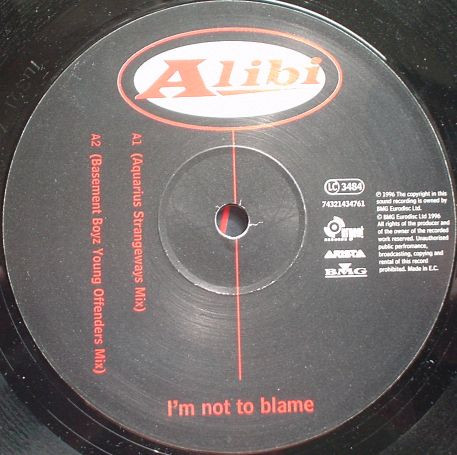 Alibi
A1 (Aquarius Strangeways Mix)
A2 (Basement Boyz Young Offenders Mix)
LC 3484
74321434761
Urgent
RECORDS
ARISTA
BMG
℗ 1996 The copyright in this
sound recording is owned by
BMG Eurodisc Ltd.
© BMG Eurodisc Ltd 1996
All rights of the producer and
of the owner of the recorded
work reserved. Unauthorised
public performance,
broadcasting, copying and
rental of this record
prohibited. Made in E.C.
I'm not to blame